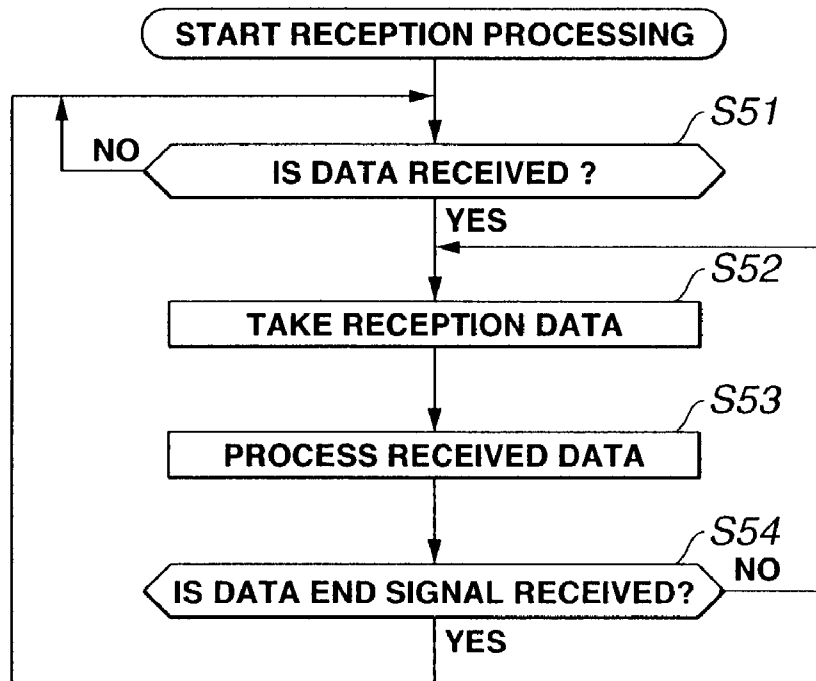 START RECEPTION PROCESSING
S51
NO
IS DATA RECEIVED ?
YES
S52
TAKE RECEPTION DATA
S53
PROCESS RECEIVED DATA
S54
IS DATA END SIGNAL RECEIVED?
NO
YES